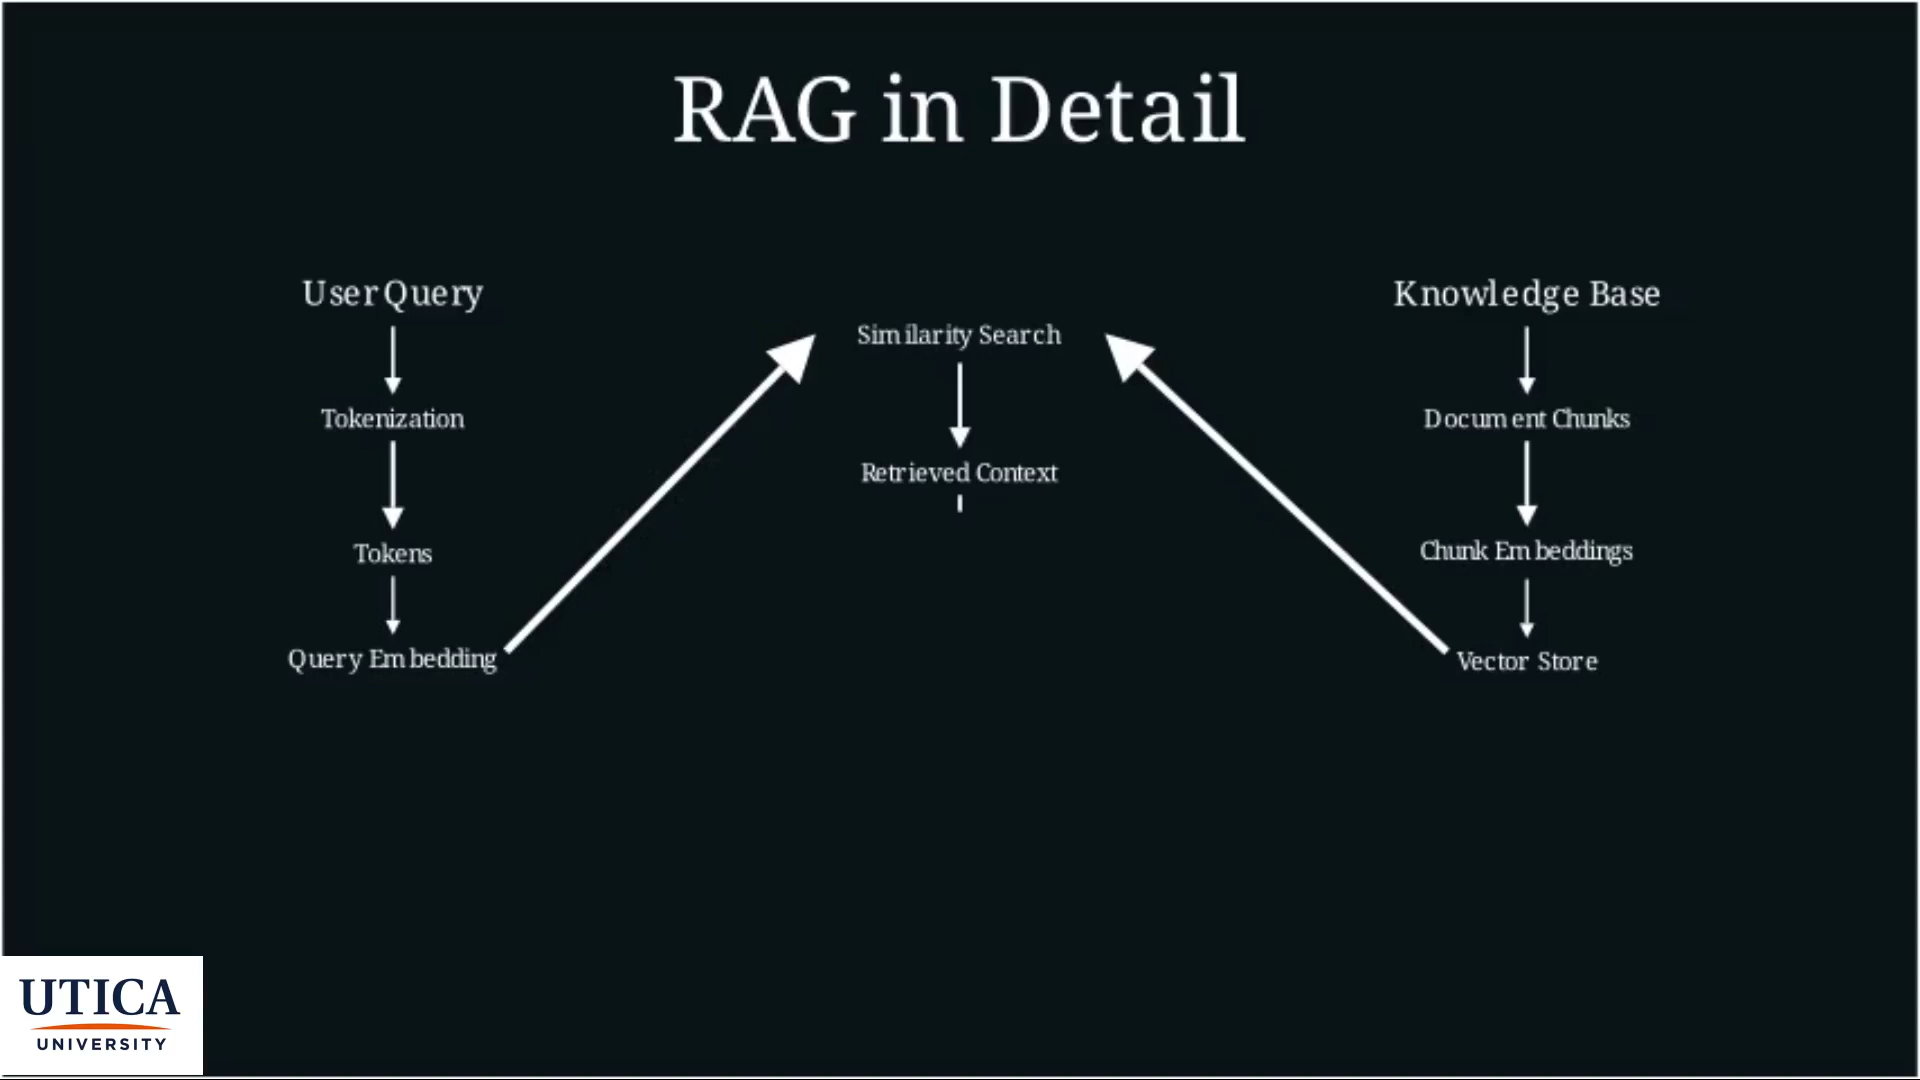 RAG in Detail
User Query
Tokenization
Tokens
Query Embedding
Similarity Search
Retrieved Context
Knowledge Base
Document Chunks
Chunk Embeddings
Vector Store
UTICA
UNIVERSITY